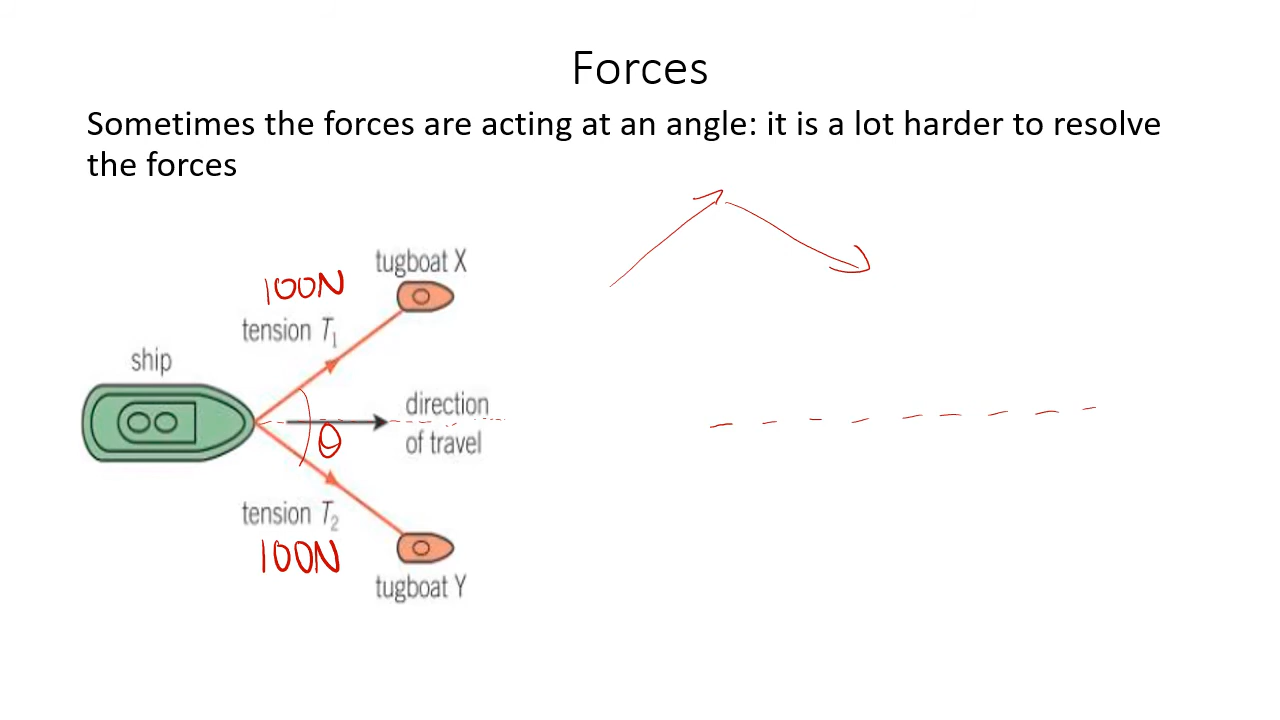 Forces
Sometimes the forces are acting at an angle: it is a lot harder to resolve
the forces
tugboat X
100N
tension T₁
ship
direction
of travel
θ
tension T₂
100N
tugboat Y